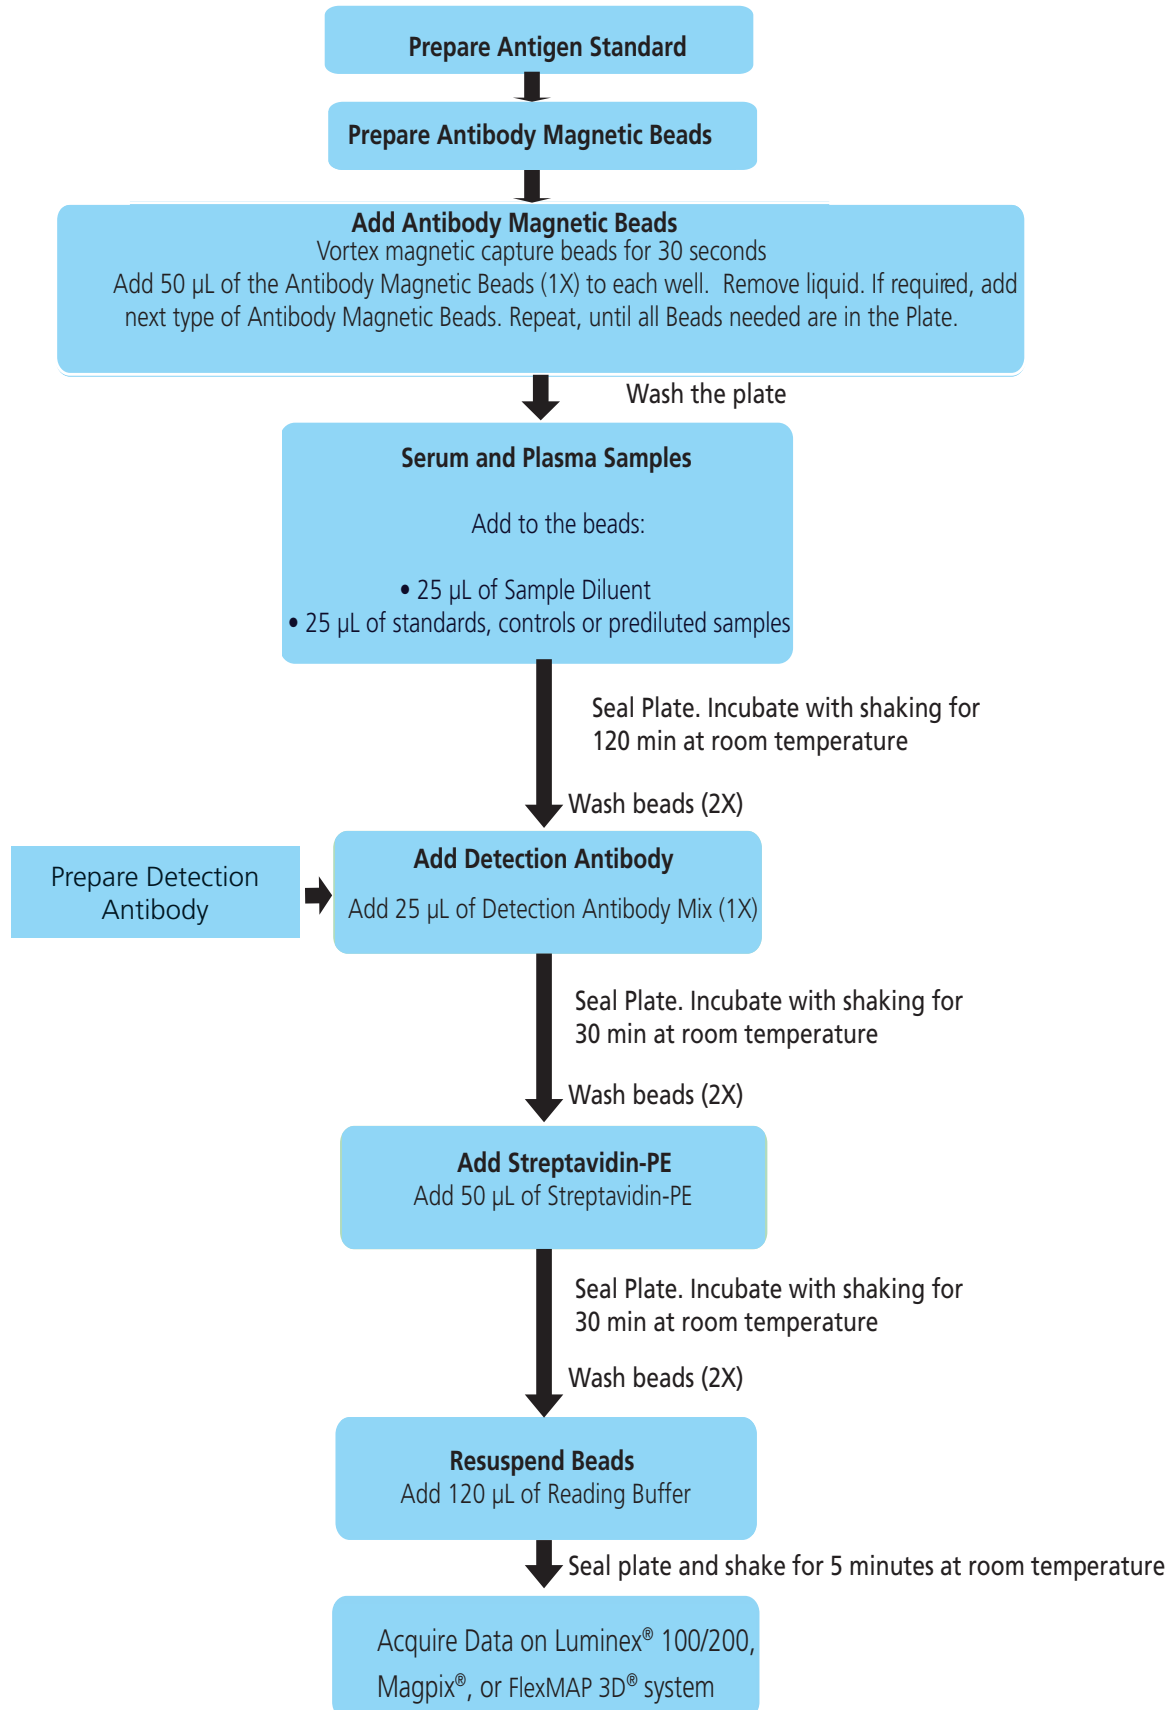 Prepare Antigen Standard
Prepare Antibody Magnetic Beads
Add Antibody Magnetic Beads
Vortex magnetic capture beads for 30 seconds
Add 50 µL of the Antibody Magnetic Beads (1X) to each well. Remove liquid. If required, add
next type of Antibody Magnetic Beads. Repeat, until all Beads needed are in the Plate.
Wash the plate
Serum and Plasma Samples
Add to the beads:
• 25 µL of Sample Diluent
• 25 µL of standards, controls or prediluted samples
Seal Plate. Incubate with shaking for
120 min at room temperature
Wash beads (2X)
Prepare Detection
Antibody
Add Detection Antibody
Add 25 µL of Detection Antibody Mix (1X)
Seal Plate. Incubate with shaking for
30 min at room temperature
Wash beads (2X)
Add Streptavidin-PE
Add 50 µL of Streptavidin-PE
Seal Plate. Incubate with shaking for
30 min at room temperature
Wash beads (2X)
Resuspend Beads
Add 120 µL of Reading Buffer
Seal plate and shake for 5 minutes at room temperature
Acquire Data on Luminex® 100/200,
Magpix®, or FlexMAP 3D® system